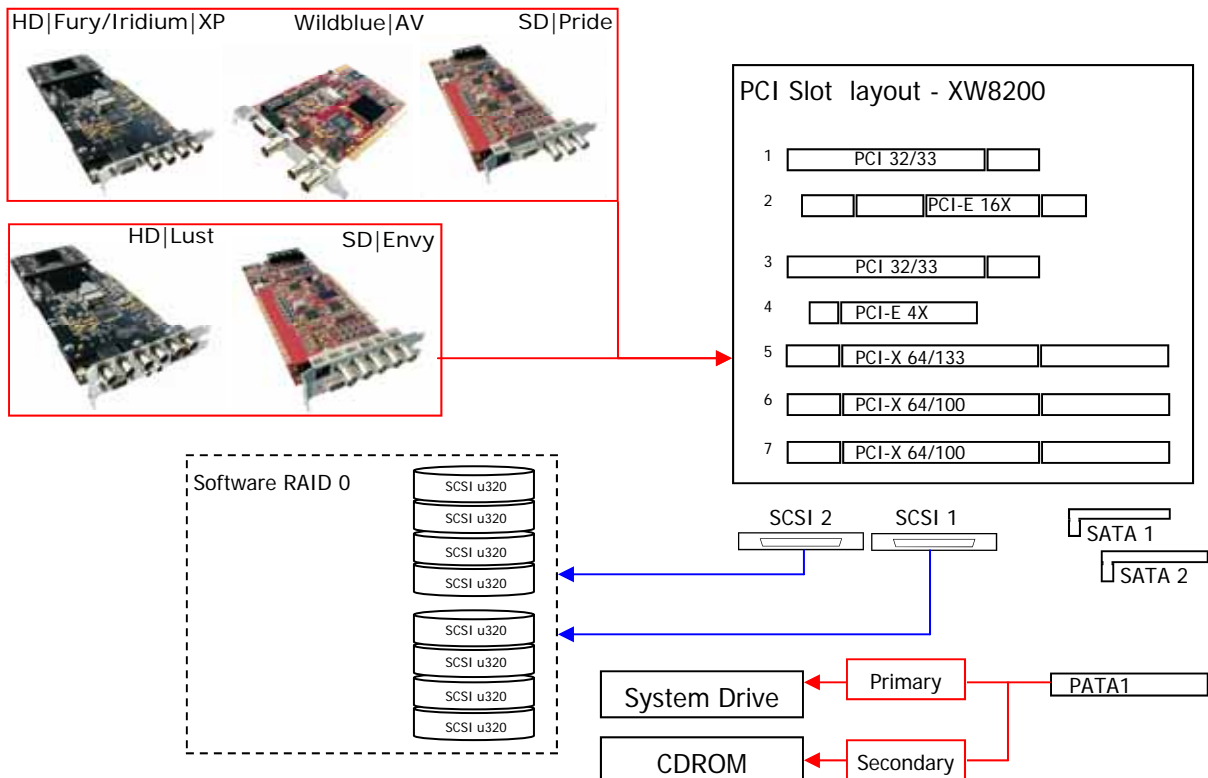 HD|Fury/Iridium|XP
Wildblue|AV
SD|Pride
HD|Lust
SD|Envy
PCI Slot layout - XW8200
1 PCI 32/33
2 PCI-E 16X
3 PCI 32/33
4 PCI-E 4X
5 PCI-X 64/133
6 PCI-X 64/100
7 PCI-X 64/100
Software RAID 0
SCSI u320
SCSI u320
SCSI u320
SCSI u320
SCSI u320
SCSI u320
SCSI u320
SCSI u320
SCSI 2
SCSI 1
SATA 1
SATA 2
System Drive
Primary
PATA1
CDROM
Secondary